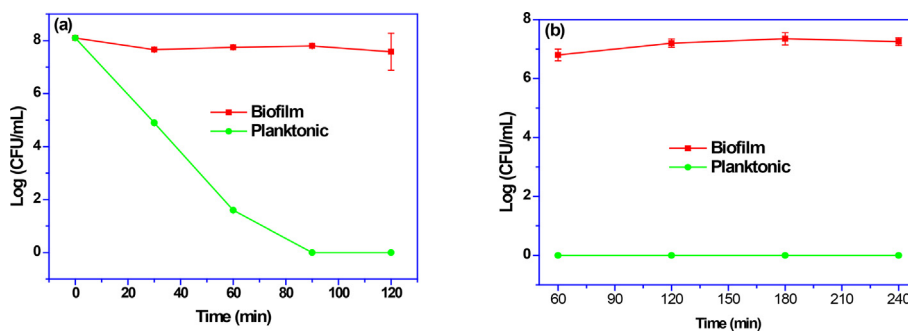 (a)
Log (CFU/mL)
8
6
4
2
0
Biofilm
Planktonic
0 20 40 60 80 100 120
Time (min)
(b)
Log (CFU/mL)
8
6
4
2
0
Biofilm
Planktonic
60 90 120 150 180 210 240
Time (min)